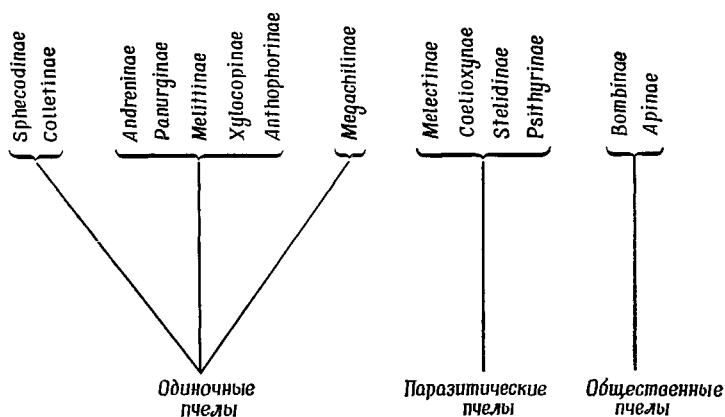 Sphecodinae
Colletinae
Andreninae
Panurginae
Melittinae
Xylocopinae
Anthophorinae
Megachilinae
Melectinae
Coelioxynae
Stelidinae
Psithyrinae
Bombinae
Apinae
Одиночные
пчелы
Паразитические
пчелы
Общественные
пчелы